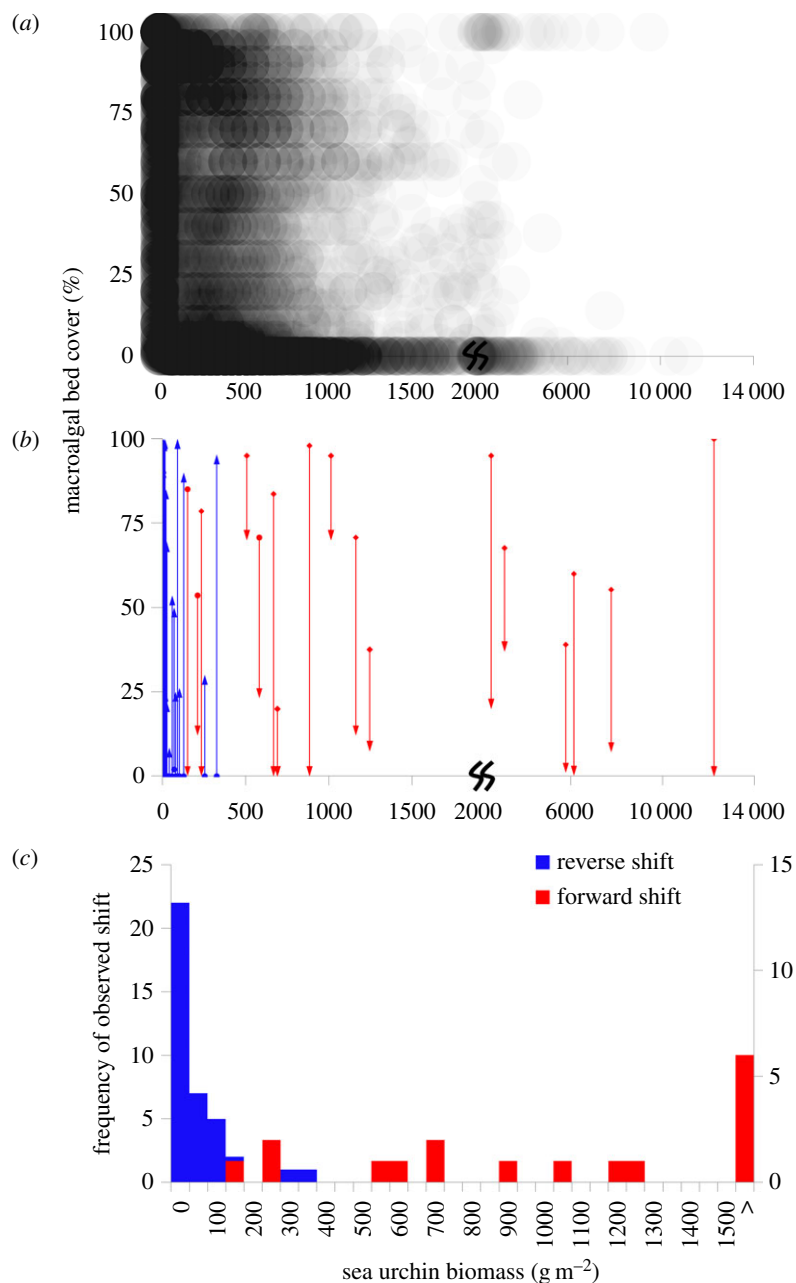 (a)
100
75
50
25
0
0 500 1000 1500 2000 6000 10 000 14 000
macroalgal bed cover (%)
(b)
100
75
50
25
0
0 500 1000 1500 2000 6000 10 000 14 000
(c)
25
20
15
10
5
0
frequency of observed shift
reverse shift
forward shift
15
10
5
0
0 100 200 300 400 500 600 700 800 900 1000 1100 1200 1300 1400 1500 >
sea urchin biomass (g m–2)